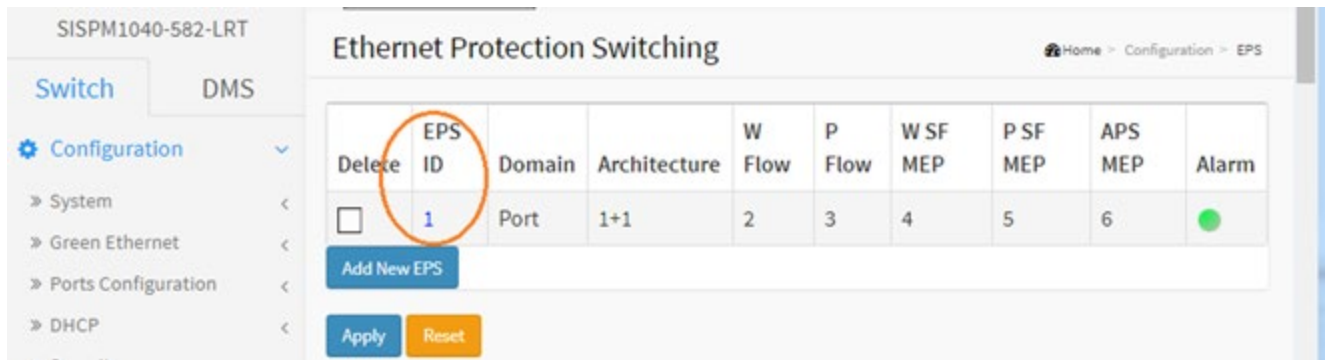 SISPM1040-582-LRT
Switch DMS
Configuration
» System
» Green Ethernet
» Ports Configuration
» DHCP
Ethernet Protection Switching
Home > Configuration > EPS
Delete EPS ID Domain Architecture W Flow P Flow W SF MEP P SF MEP APS MEP Alarm
1 Port 1+1 2 3 4 5 6
Add New EPS
Apply Reset